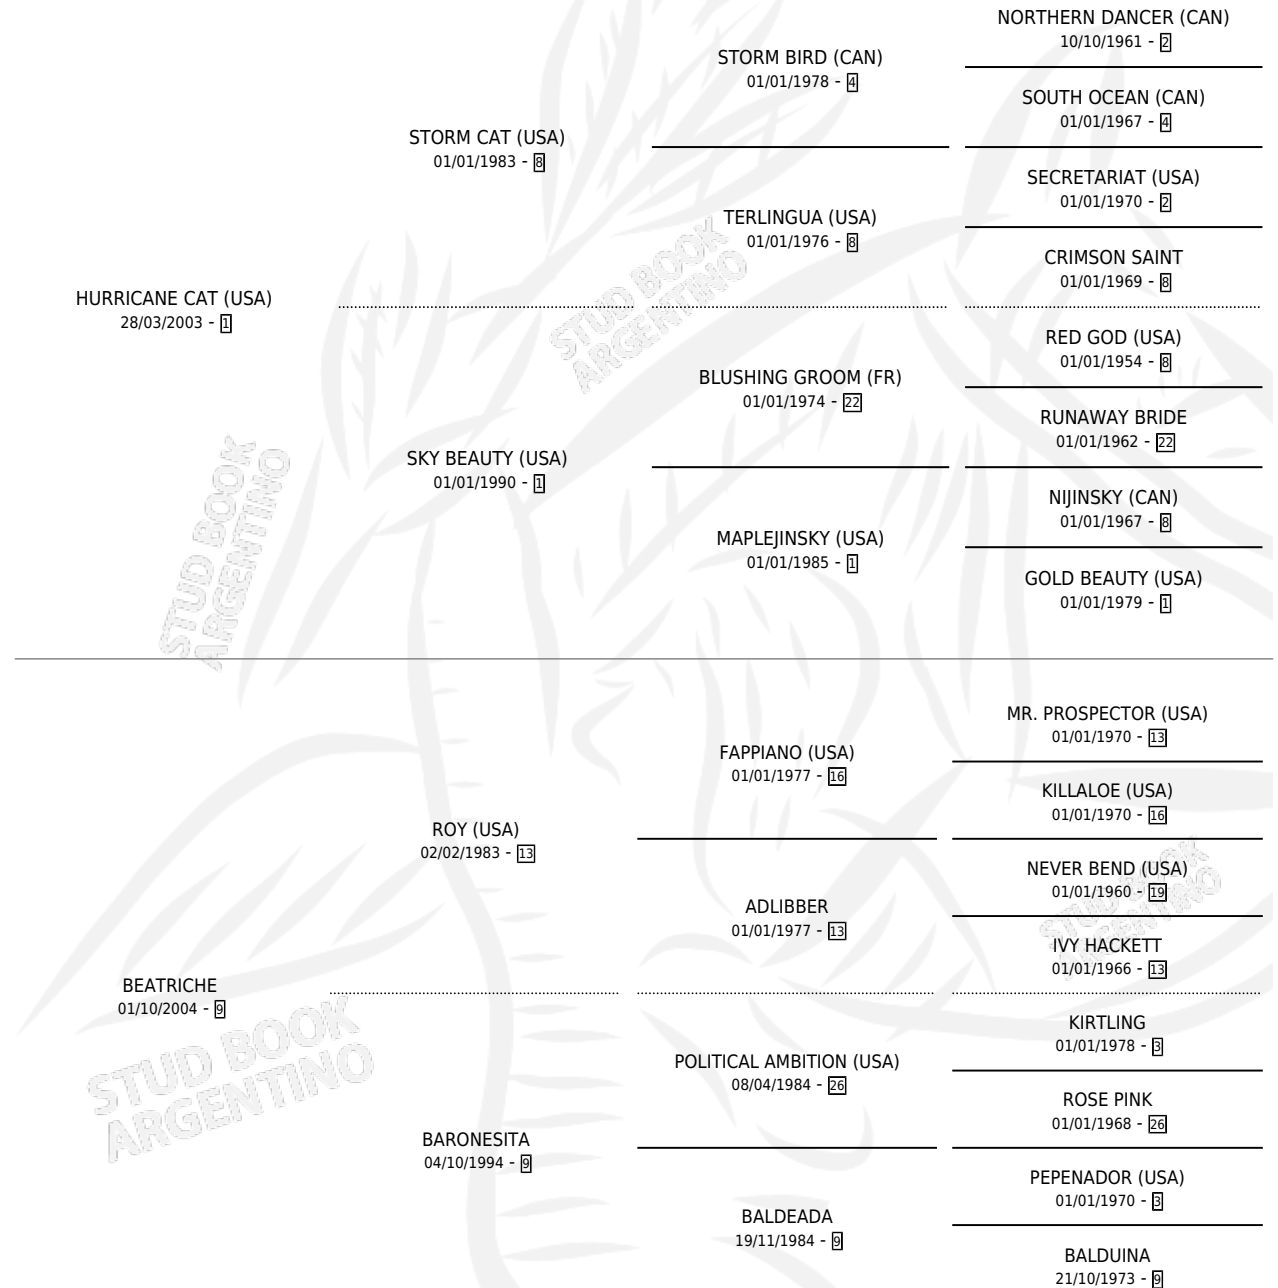 NORTHERN DANCER (CAN)
10/10/1961 - 2
STORM BIRD (CAN)
01/01/1978 - 4
SOUTH OCEAN (CAN)
01/01/1967 - 4
STORM CAT (USA)
01/01/1983 - 8
SECRETARIAT (USA)
01/01/1970 - 2
TERLINGUA (USA)
01/01/1976 - 8
CRIMSON SAINT
01/01/1969 - 8
HURRICANE CAT (USA)
28/03/2003 - 1
RED GOD (USA)
01/01/1954 - 8
BLUSHING GROOM (FR)
01/01/1974 - 22
RUNAWAY BRIDE
01/01/1962 - 22
SKY BEAUTY (USA)
01/01/1990 - 1
NIJINSKY (CAN)
01/01/1967 - 8
MAPLEJINSKY (USA)
01/01/1985 - 1
GOLD BEAUTY (USA)
01/01/1979 - 1
MR. PROSPECTOR (USA)
01/01/1970 - 13
FAPPIANO (USA)
01/01/1977 - 16
KILLALOE (USA)
01/01/1970 - 16
ROY (USA)
02/02/1983 - 13
NEVER BEND (USA)
01/01/1960 - 19
ADLIBBER
01/01/1977 - 13
IVY HACKETT
01/01/1966 - 13
BEATRICHE
01/10/2004 - 9
KIRTLING
01/01/1978 - 3
POLITICAL AMBITION (USA)
08/04/1984 - 26
ROSE PINK
01/01/1968 - 26
BARONESITA
04/10/1994 - 9
PEPENADOR (USA)
01/01/1970 - 3
BALDEADA
19/11/1984 - 9
BALDUINA
21/10/1973 - 9
STUD BOOK
ARGENTINO
STUD BOOK
ARGENTINO
STUD BOOK
ARGENTINO
STUD BOOK
ARGENTINO